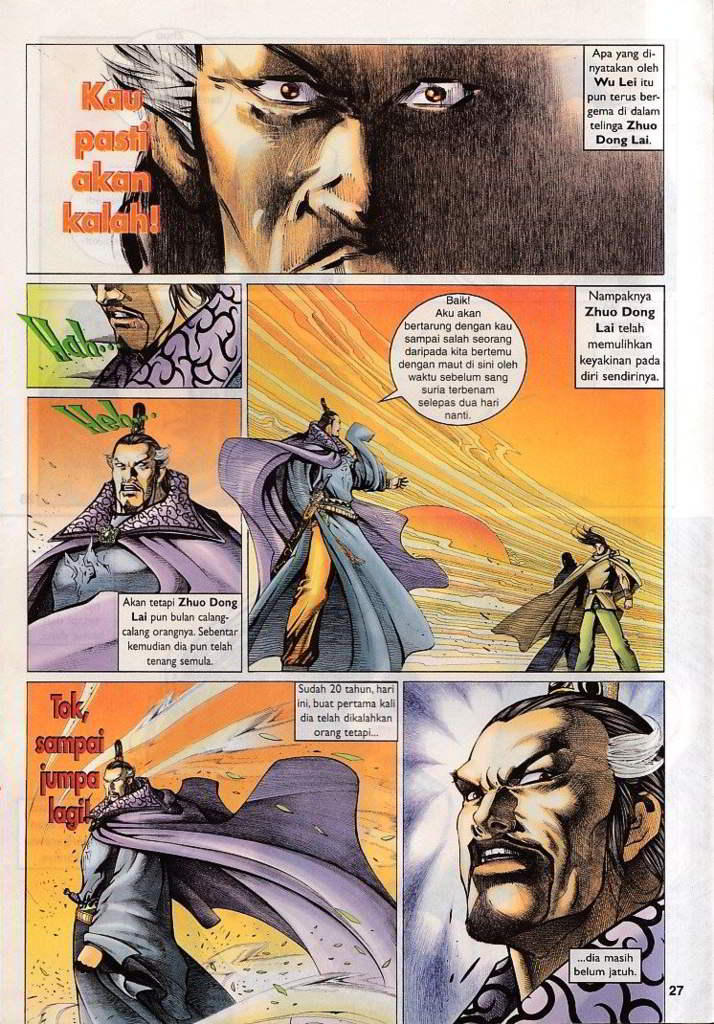 Kau
pasti
akan
kalah!
Apa yang di-
nyatakan oleh
Wu Lei itu
pun terus ber-
gema di dalam
telinga Zhuo
Dong Lai.
Heh...
Heh...
Akan tetapi Zhuo Dong
Lai pun bulan calang-
calang orangnya. Sebentar
kemudian dia pun telah
tenang semula.
Baik!
Aku akan
bertarung dengan kau
sampai salah seorang
daripada kita bertemu
dengan maut di sini oleh
waktu sebelum sang
suria terbenam
selepas dua hari
nanti.
Nampaknya
Zhuo Dong
Lai telah
memulihkan
keyakinan pada
diri sendirinya.
Tok,
sampai
jumpa
lagi!
Sudah 20 tahun, hari
ini, buat pertama kali
dia telah dikalahkan
orang tetapi...
...dia masih
belum jatuh.
27